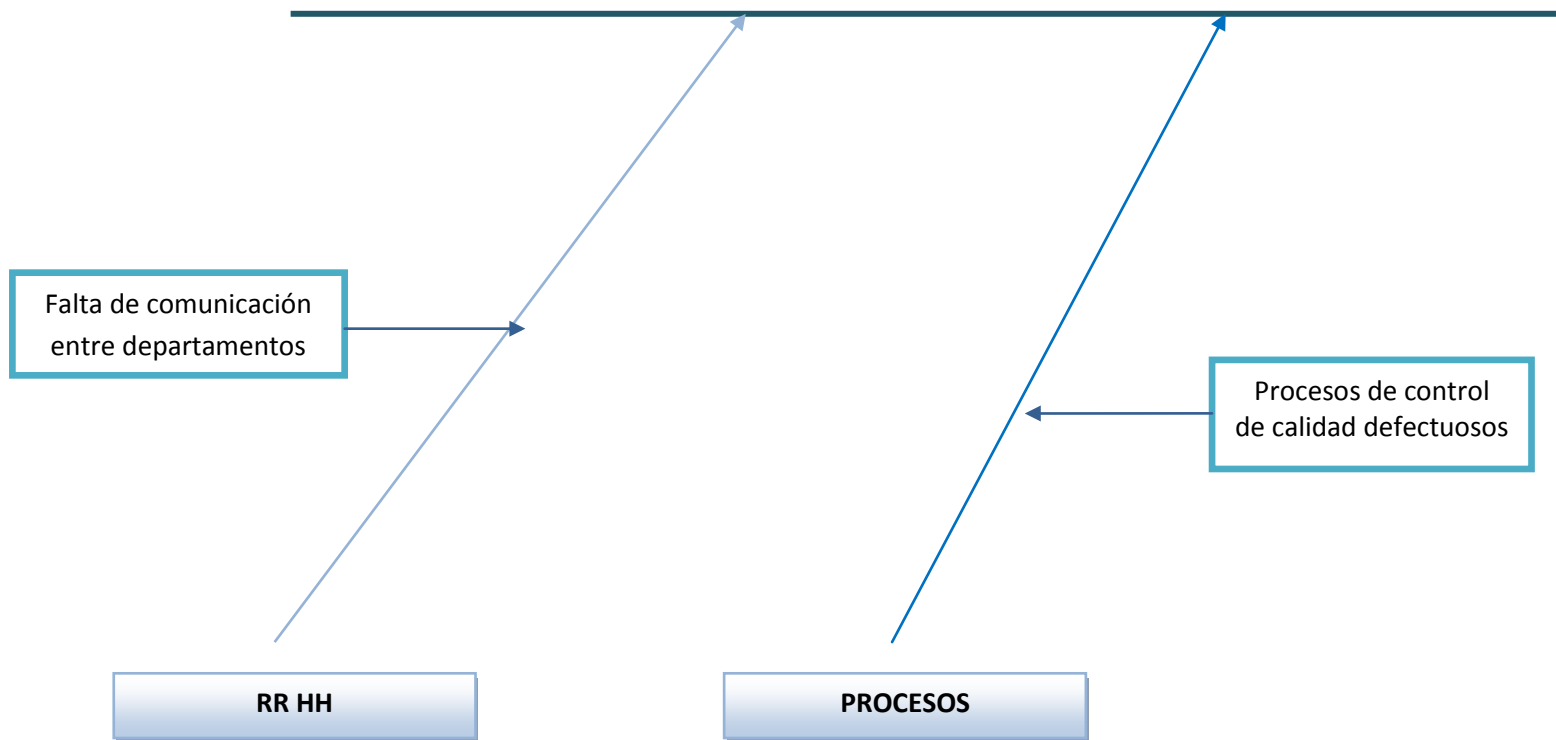 Falta de comunicación
entre departamentos
Procesos de control
de calidad defectuosos
RR HH
PROCESOS